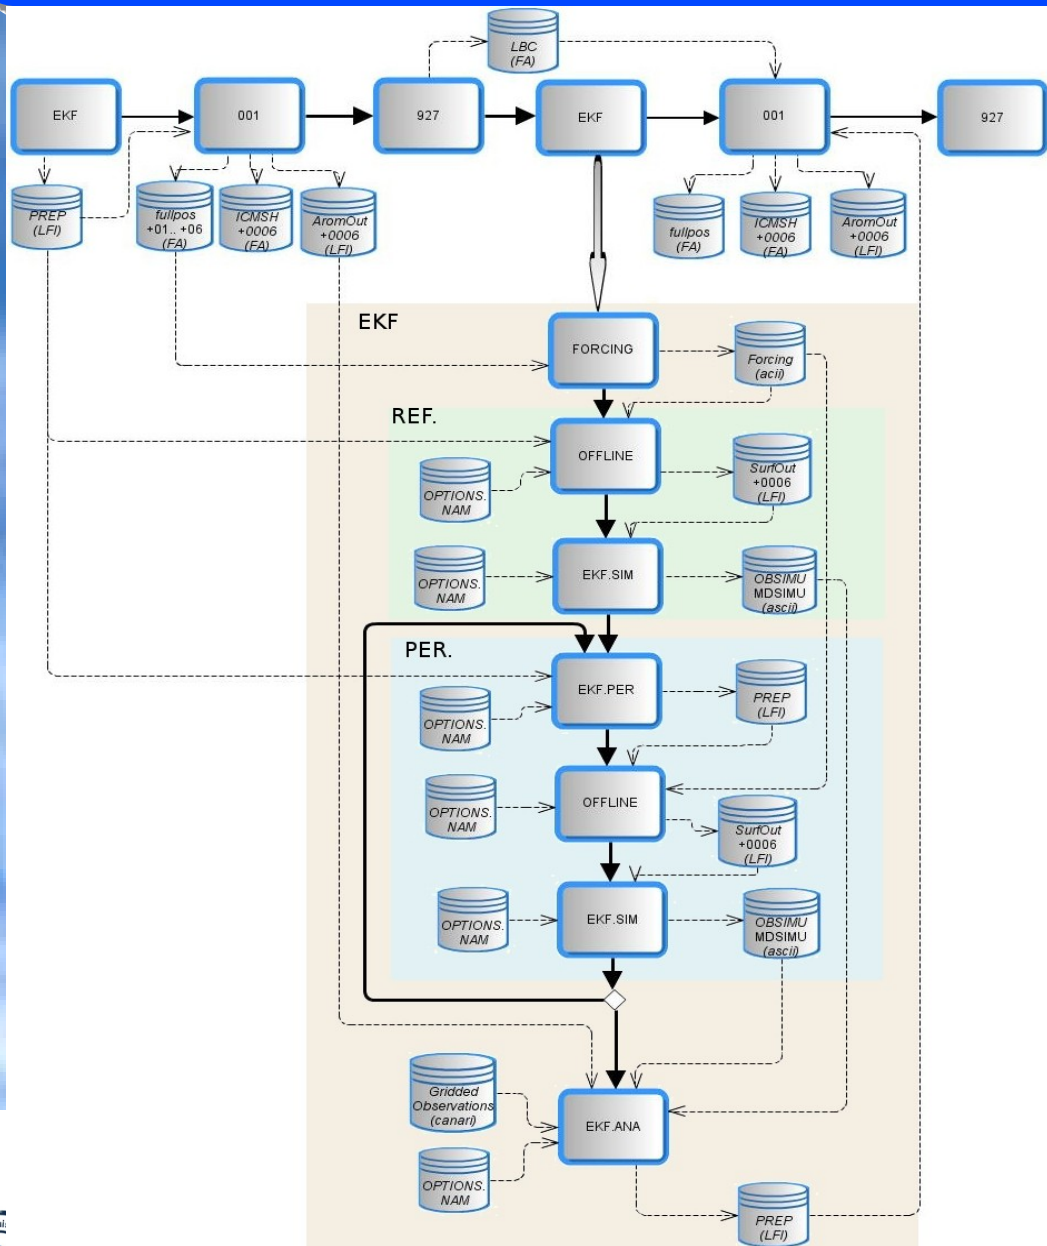 LBC
(FA)
EKF
001
927
EKF
001
927
PREP
(LFI)
fullpos
+01.. +06
(FA)
ICMSH
+0006
(FA)
AromOut
+0006
(LFI)
fullpos
(FA)
ICMSH
+0006
(FA)
AromOut
+0006
(LFI)
EKF
FORCING
Forcing
(acii)
REF.
OFFLINE
OPTIONS.
NAM
SurfOut
+0006
(LFI)
EKF.SIM
OPTIONS.
NAM
OBSIMU
MDSIMU
(ascii)
PER.
EKF.PER
OPTIONS.
NAM
PREP
(LFI)
OFFLINE
OPTIONS.
NAM
SurfOut
+0006
(LFI)
EKF.SIM
OPTIONS.
NAM
OBSIMU
MDSIMU
(ascii)
Gridded
Observations
(canari)
EKF.ANA
OPTIONS.
NAM
PREP
(LFI)